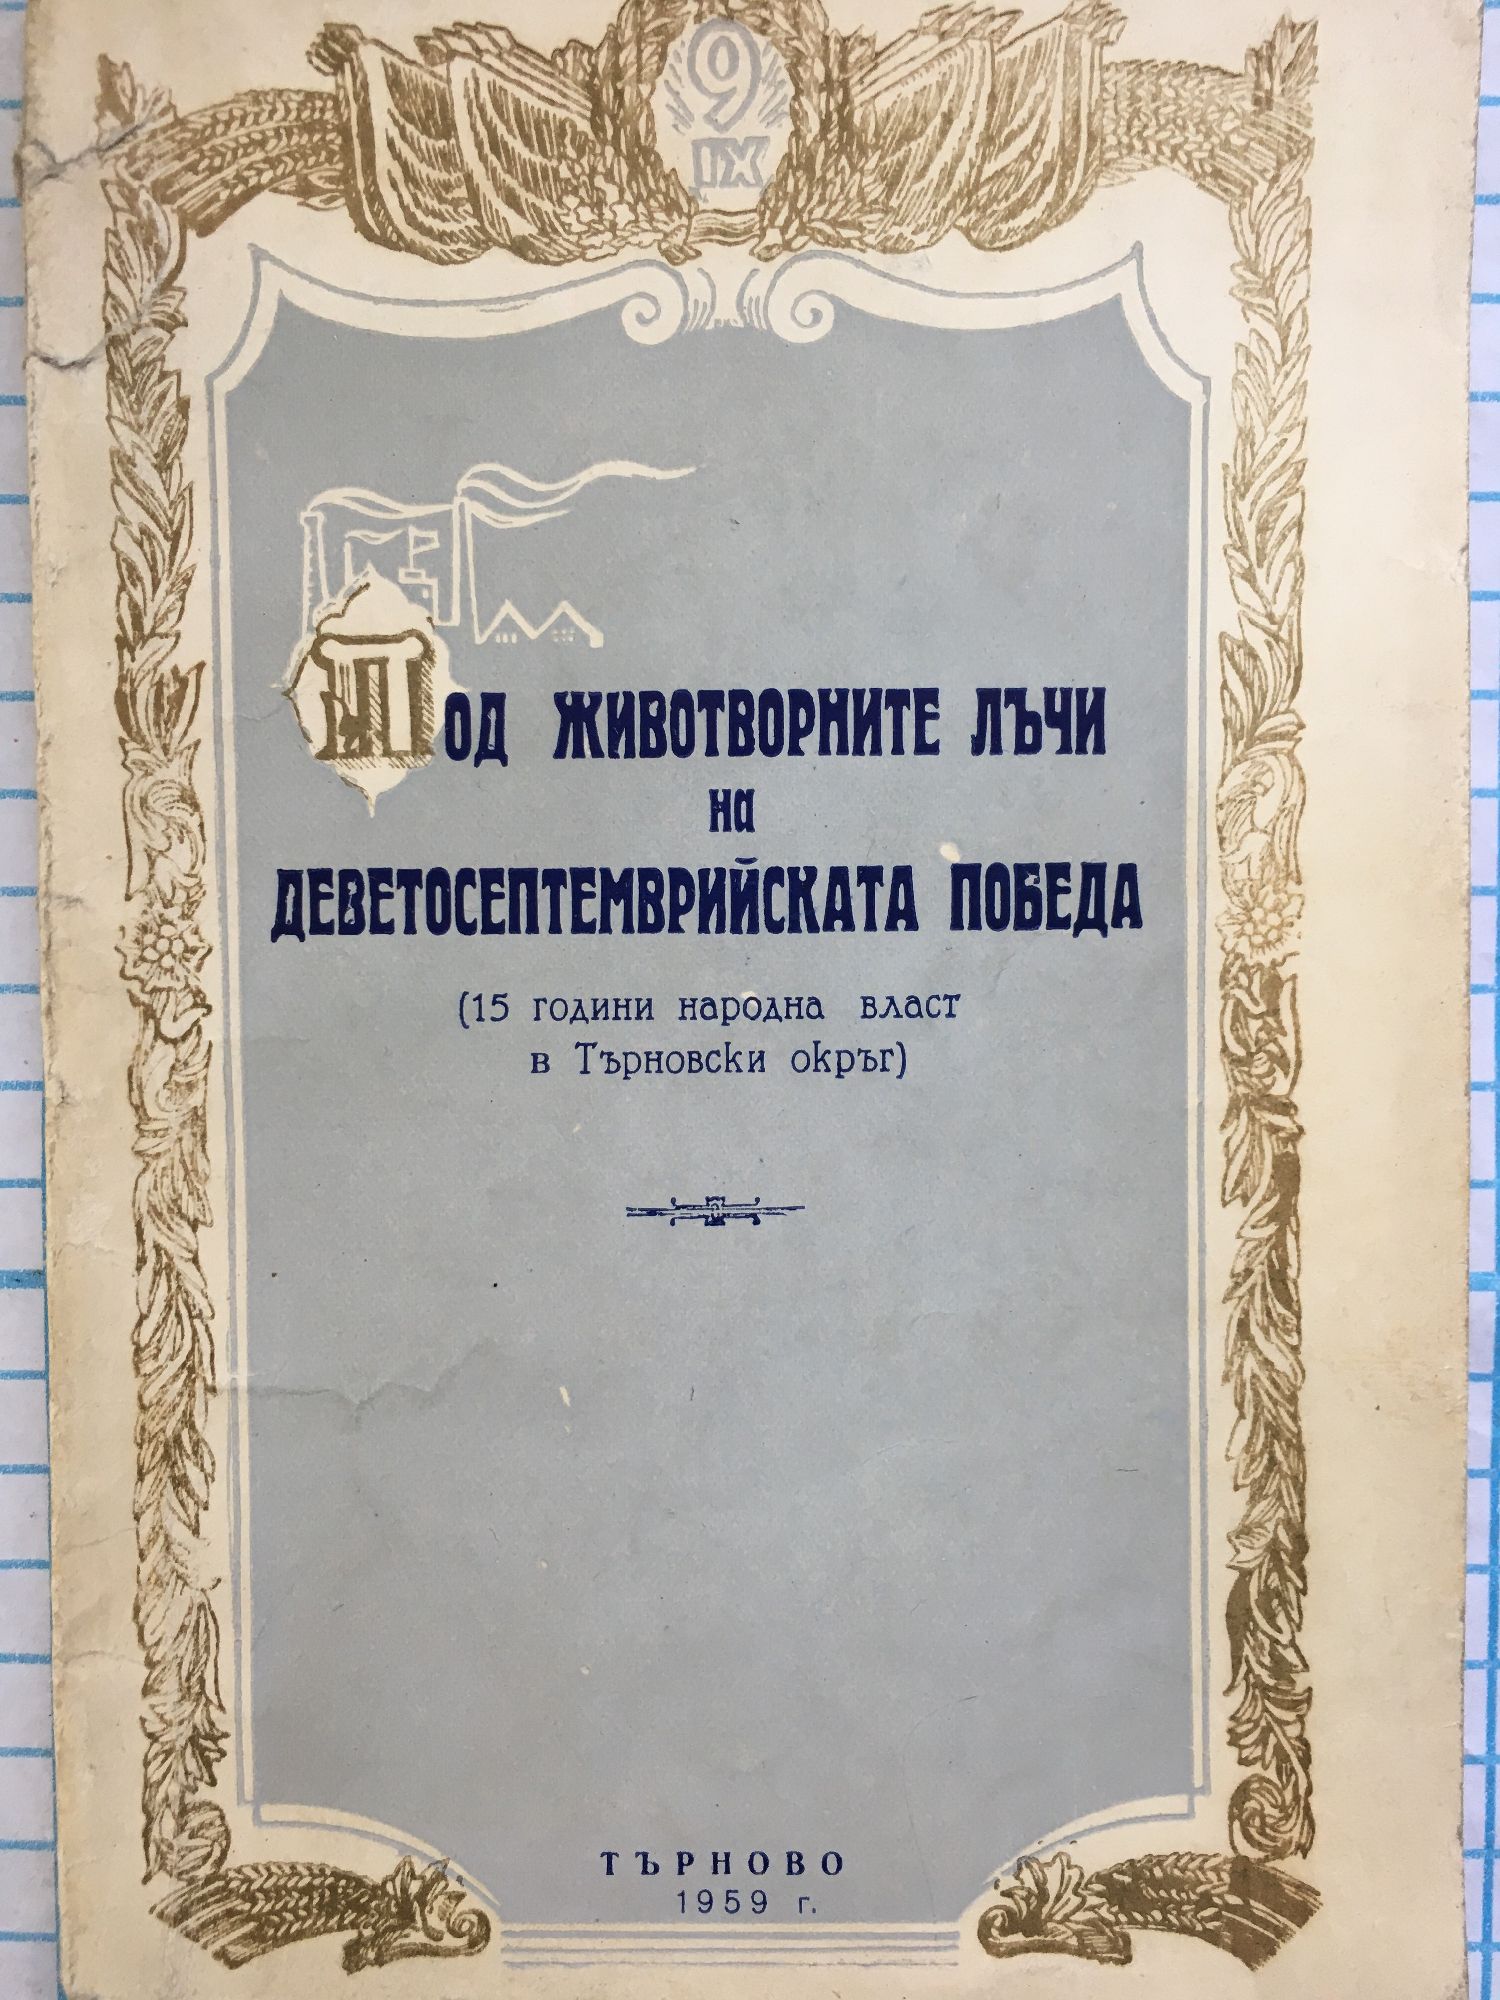 9
IX
ПОД ЖИВОТВОРНИТЕ ЛЪЧИ
на
ДЕВЕТОСЕПТЕМВРИЙСКАТА ПОБЕДА
(15 години народна власт
в Търновски окръг)
ТЪРНОВО
1959 г.